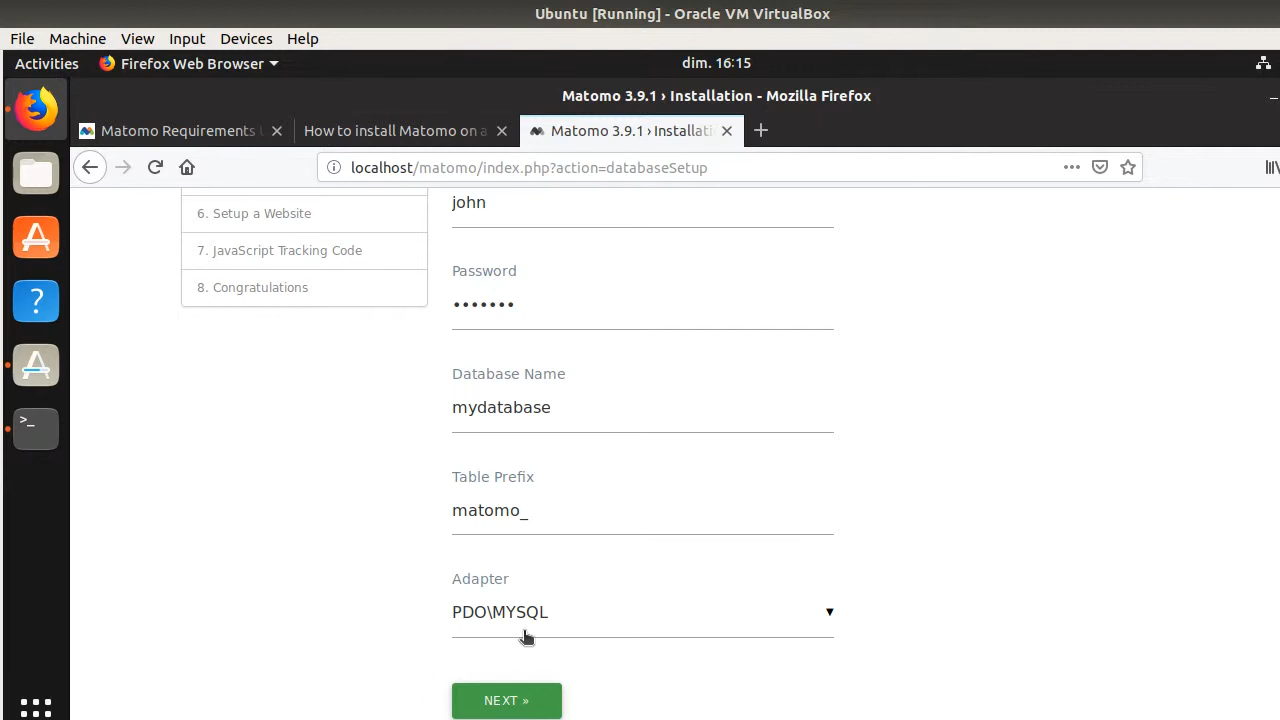 Ubuntu [Running] - Oracle VM VirtualBox
File Machine View Input Devices Help
Activities Firefox Web Browser dim. 16:15
Matomo 3.9.1 › Installation - Mozilla Firefox
Matomo Requirements How to install Matomo on a Matomo 3.9.1 › Installati
localhost/matomo/index.php?action=databaseSetup
6. Setup a Website
7. JavaScript Tracking Code
8. Congratulations
john
Password
•••••••
Database Name
mydatabase
Table Prefix
matomo_
Adapter
PDO\MYSQL
NEXT »